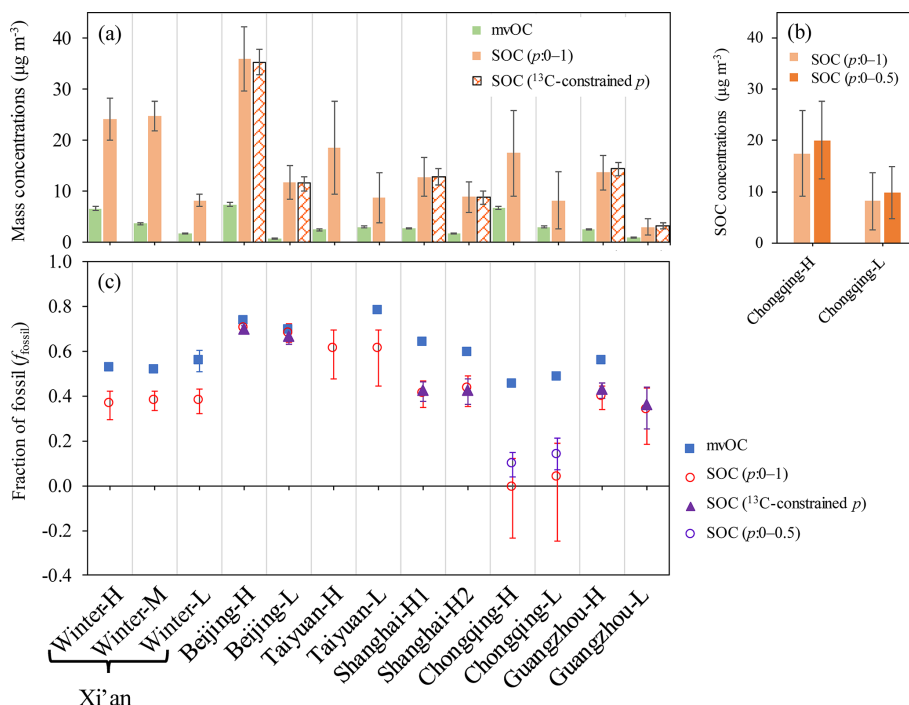 (a)
mvOC
SOC (p:0–1)
SOC (¹³C-constrained p)
Mass concentrations (µg m⁻³)
40
30
20
10
0
(b)
SOC (p:0–1)
SOC (p:0–0.5)
SOC concentrations (µg m⁻³)
40
30
20
10
0
Chongqing-H
Chongqing-L
(c)
Fraction of fossil (f_fossil)
1.0
0.8
0.6
0.4
0.2
0.0
-0.2
-0.4
mvOC
SOC (p:0–1)
SOC (¹³C-constrained p)
SOC (p:0–0.5)
Winter-H
Winter-M
Winter-L
Beijing-H
Beijing-L
Taiyuan-H
Taiyuan-L
Shanghai-H1
Shanghai-H2
Chongqing-H
Chongqing-L
Guangzhou-H
Guangzhou-L
Xi’an